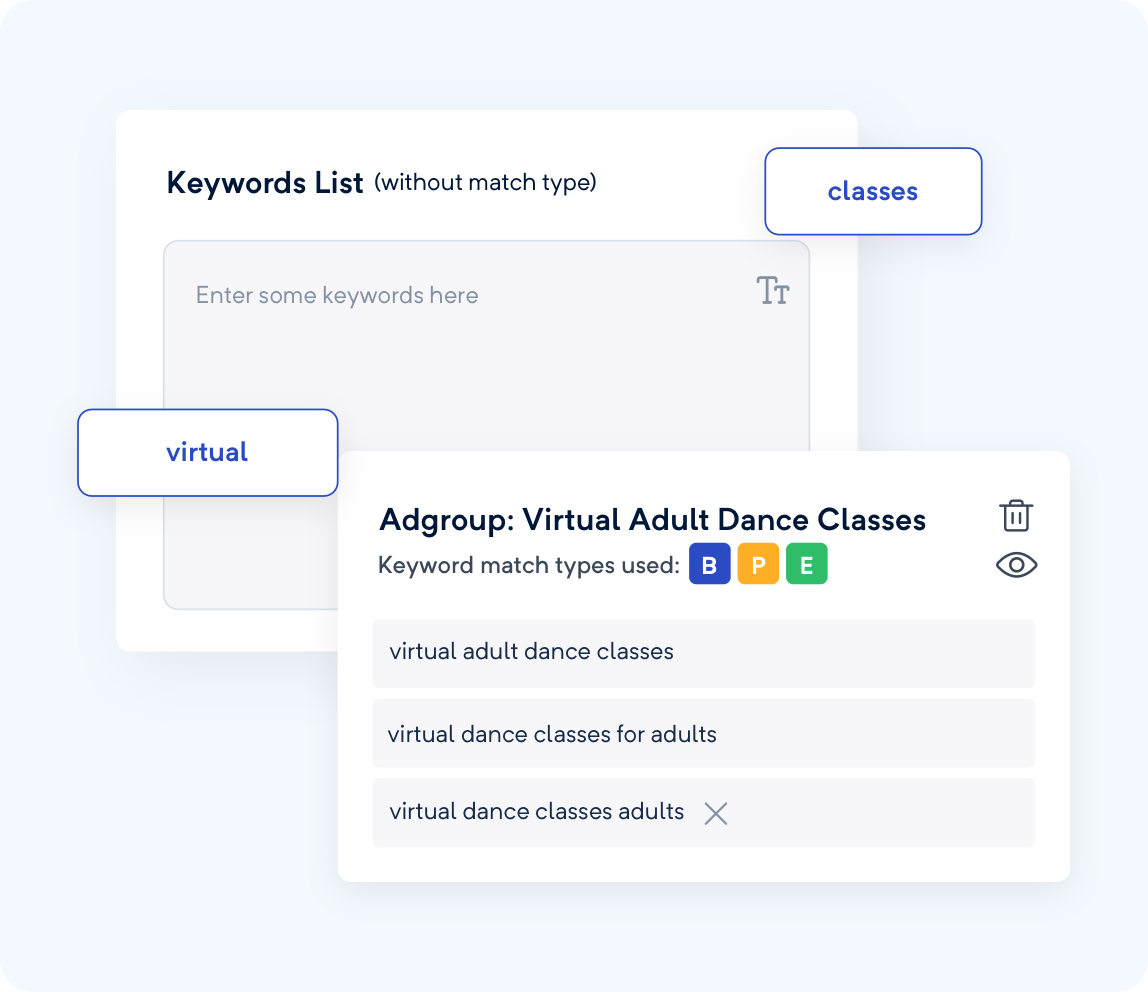 Keywords List (without match type)
classes
Enter some keywords here
Tт
virtual
Adgroup: Virtual Adult Dance Classes
Keyword match types used: B P E
virtual adult dance classes
virtual dance classes for adults
virtual dance classes adults